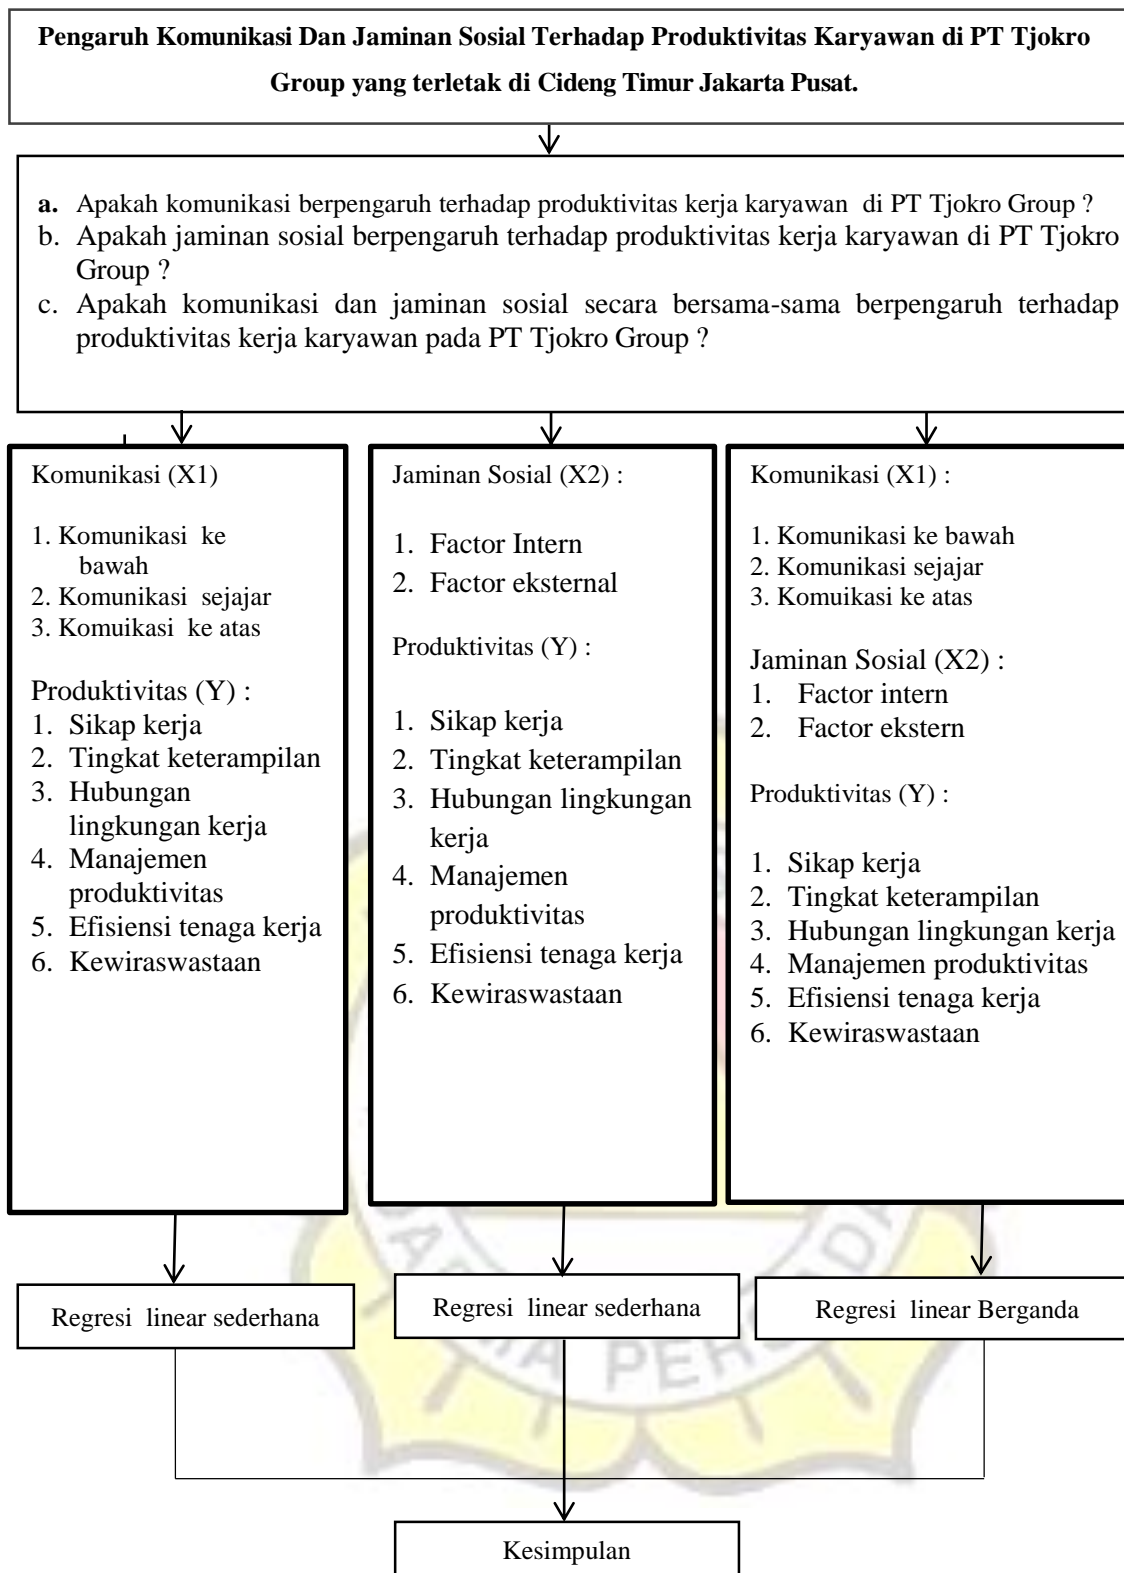 Pengaruh Komunikasi Dan Jaminan Sosial Terhadap Produktivitas Karyawan di PT Tjokro
Group yang terletak di Cideng Timur Jakarta Pusat.
a. Apakah komunikasi berpengaruh terhadap produktivitas kerja karyawan di PT Tjokro Group ?
b. Apakah jaminan sosial berpengaruh terhadap produktivitas kerja karyawan di PT Tjokro
Group ?
c. Apakah komunikasi dan jaminan sosial secara bersama-sama berpengaruh terhadap
produktivitas kerja karyawan pada PT Tjokro Group ?
Komunikasi (X1)
1. Komunikasi ke
bawah
2. Komunikasi sejajar
3. Komuikasi ke atas
Produktivitas (Y) :
1. Sikap kerja
2. Tingkat keterampilan
3. Hubungan
lingkungan kerja
4. Manajemen
produktivitas
5. Efisiensi tenaga kerja
6. Kewiraswastaan
Jaminan Sosial (X2) :
1. Factor Intern
2. Factor eksternal
Produktivitas (Y) :
1. Sikap kerja
2. Tingkat keterampilan
3. Hubungan lingkungan
kerja
4. Manajemen
produktivitas
5. Efisiensi tenaga kerja
6. Kewiraswastaan
Komunikasi (X1) :
1. Komunikasi ke bawah
2. Komunikasi sejajar
3. Komuikasi ke atas
Jaminan Sosial (X2) :
1. Factor intern
2. Factor ekstern
Produktivitas (Y) :
1. Sikap kerja
2. Tingkat keterampilan
3. Hubungan lingkungan kerja
4. Manajemen produktivitas
5. Efisiensi tenaga kerja
6. Kewiraswastaan
Regresi linear sederhana
Regresi linear sederhana
Regresi linear Berganda
Kesimpulan